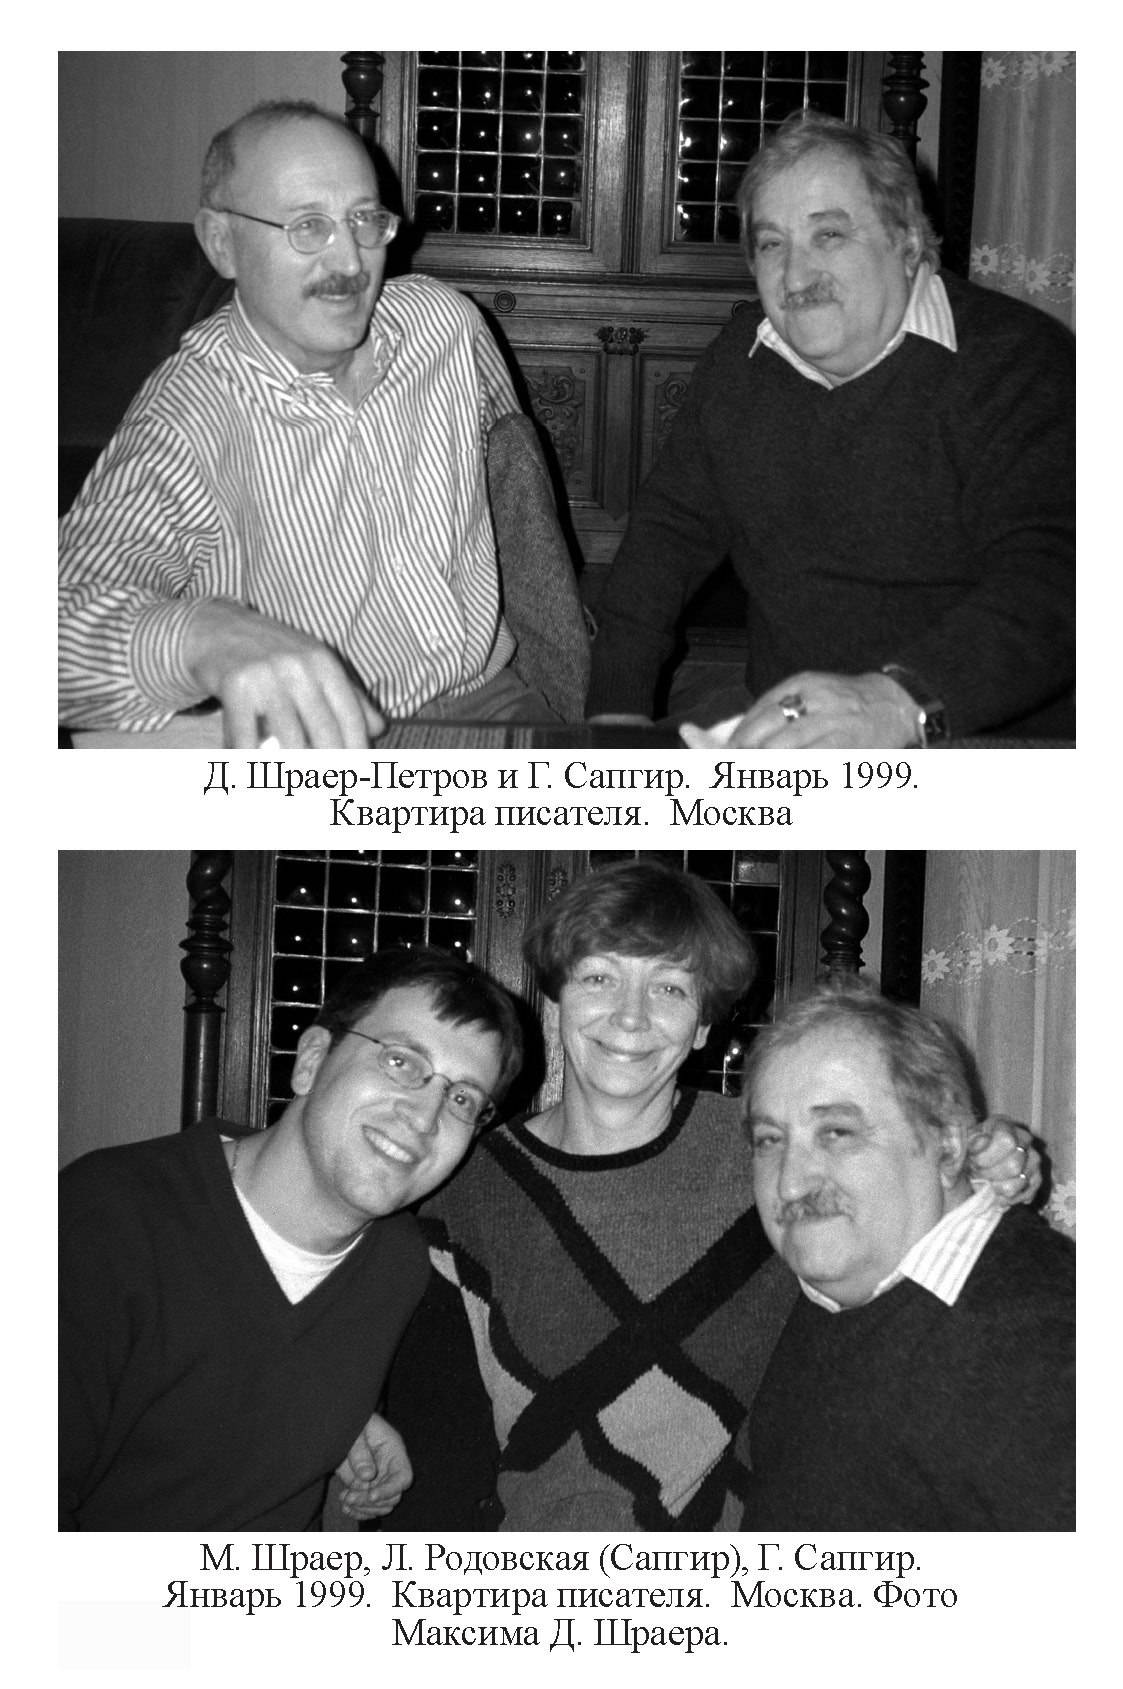 Д. Шраер-Петров и Г. Сапгир. Январь 1999.
Квартира писателя. Москва
М. Шраер, Л. Родовская (Сапгир), Г. Сапгир.
Январь 1999. Квартира писателя. Москва. Фото
Максима Д. Шраера.